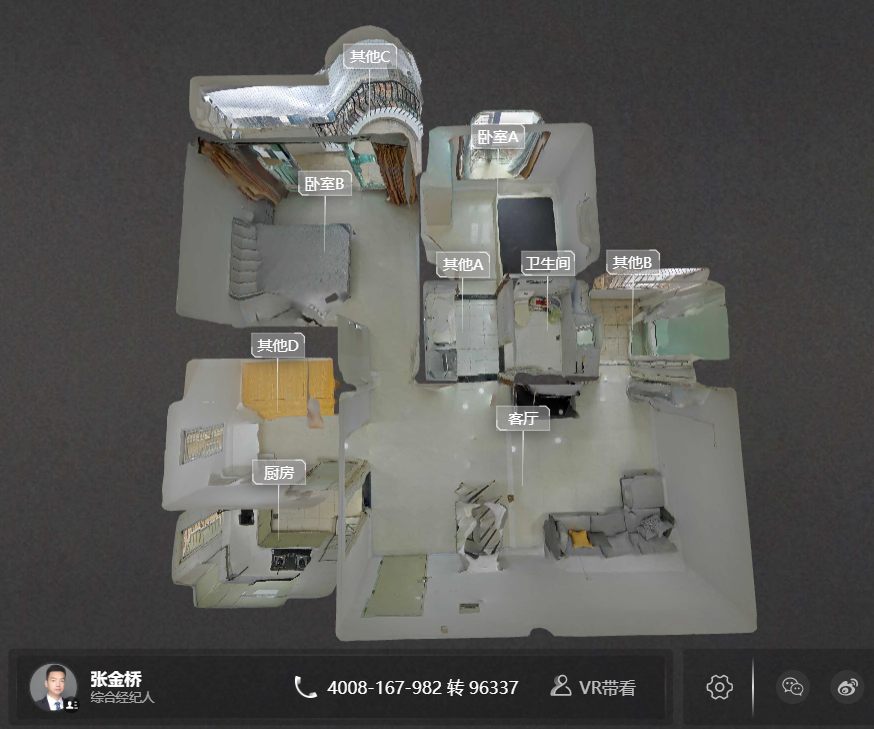 其他C
卧室A
卧室B
其他A
卫生间
其他B
其他D
客厅
厨房
张金桥
综合经纪人
4008-167-982 转 96337
VR带看